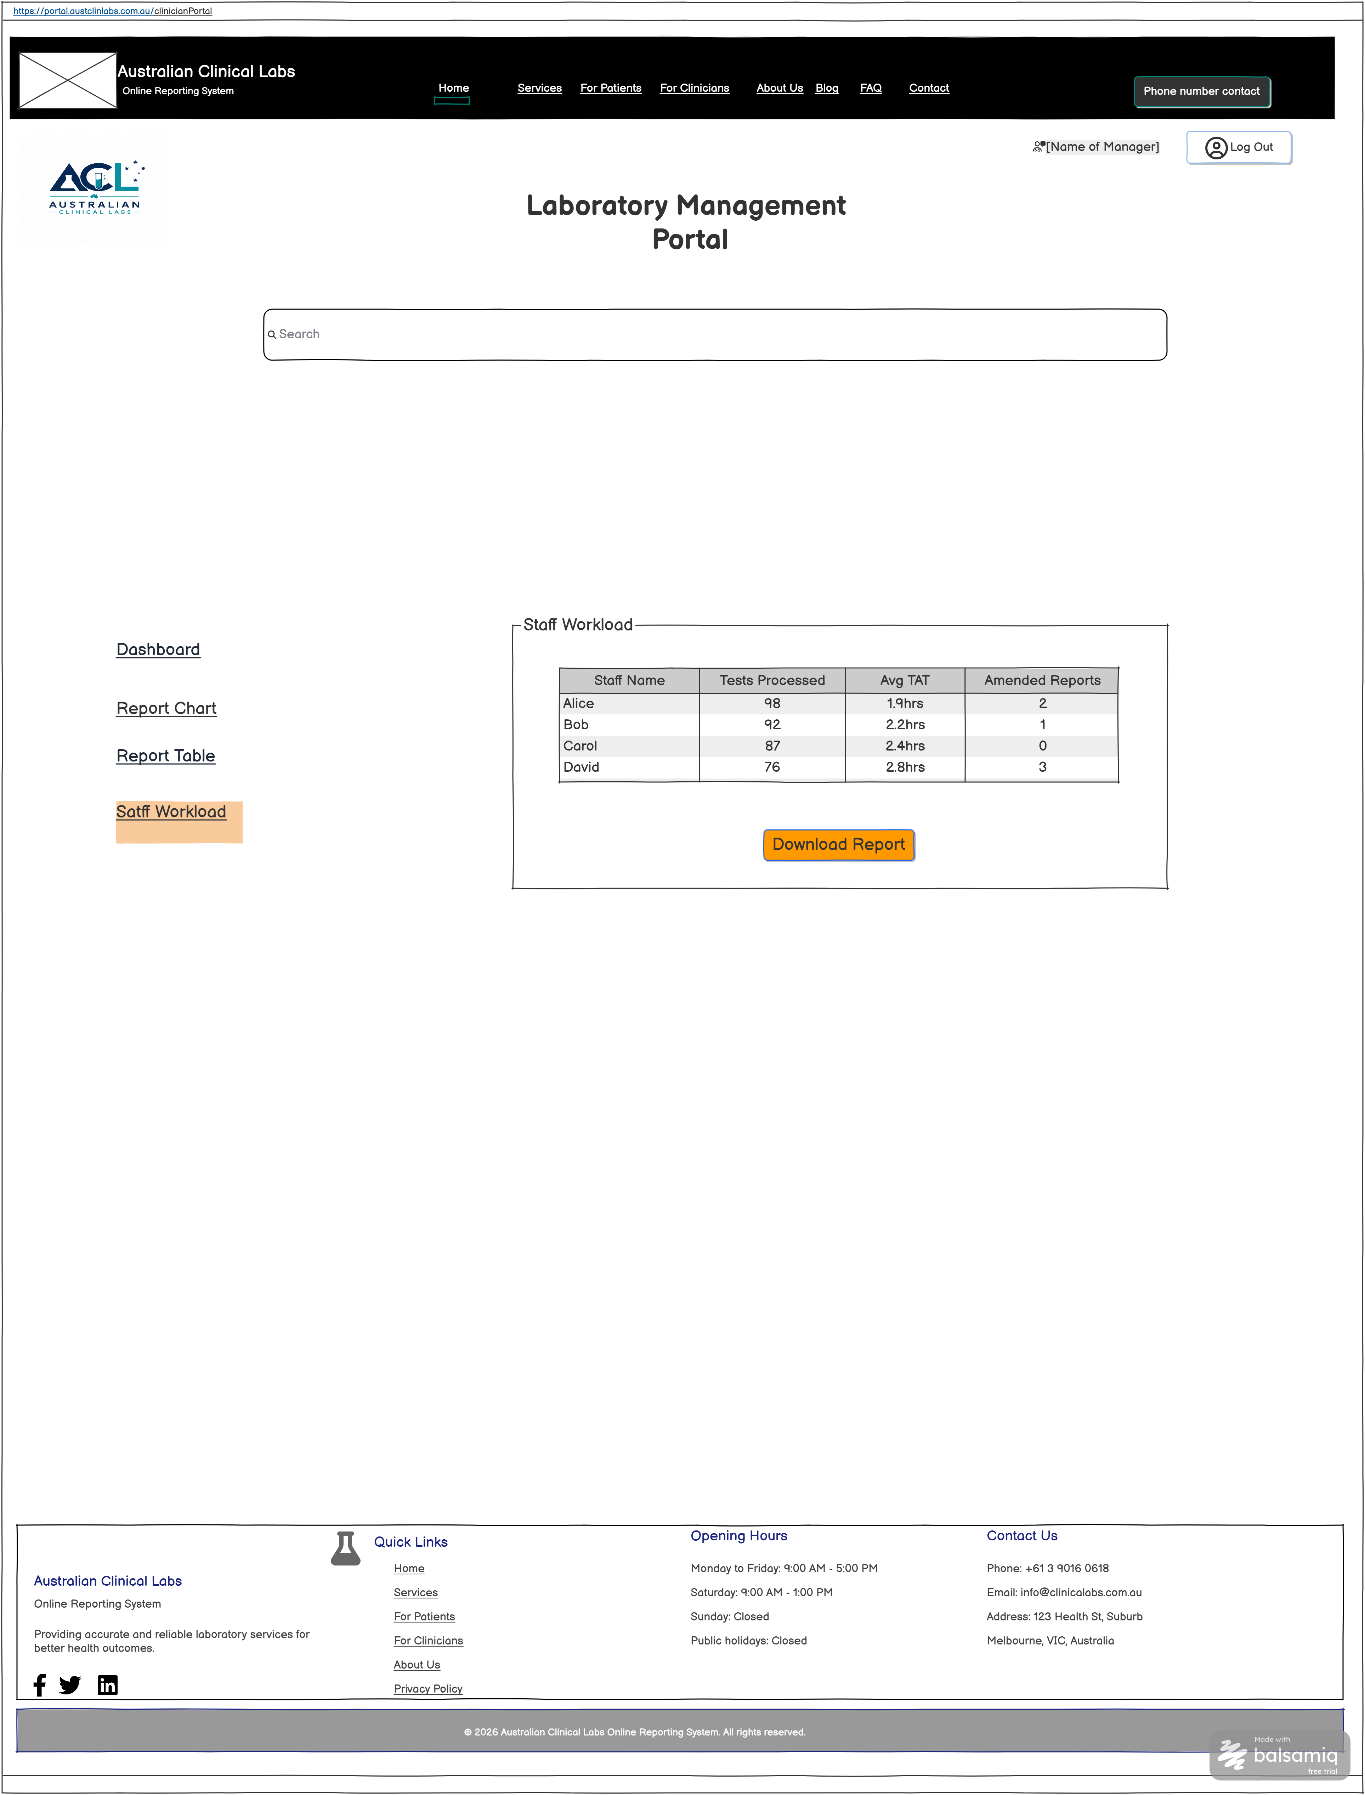 https://portal.austclinlabs.com.au/clinicianPortal
Australian Clinical Labs
Online Reporting System
Home Services For Patients For Clinicians About Us Blog FAQ Contact
Phone number contact
[Name of Manager]
Log Out
ACL
AUSTRALIAN
CLINICAL LABS
Laboratory Management
Portal
Search
Dashboard
Report Chart
Report Table
Satff Workload
Staff Workload
Staff Name Tests Processed Avg TAT Amended Reports
Alice 98 1.9hrs 2
Bob 92 2.2hrs 1
Carol 87 2.4hrs 0
David 76 2.8hrs 3
Download Report
Australian Clinical Labs
Online Reporting System
Providing accurate and reliable laboratory services for
better health outcomes.
Quick Links
Home
Services
For Patients
For Clinicians
About Us
Privacy Policy
Opening Hours
Monday to Friday: 9:00 AM - 5:00 PM
Saturday: 9:00 AM - 1:00 PM
Sunday: Closed
Public holidays: Closed
Contact Us
Phone: +61 3 9016 0618
Email: info@clinicalabs.com.au
Address: 123 Health St, Suburb
Melbourne, VIC, Australia
© 2026 Australian Clinical Labs Online Reporting System. All rights reserved.
Made with
balsamiq
free trial